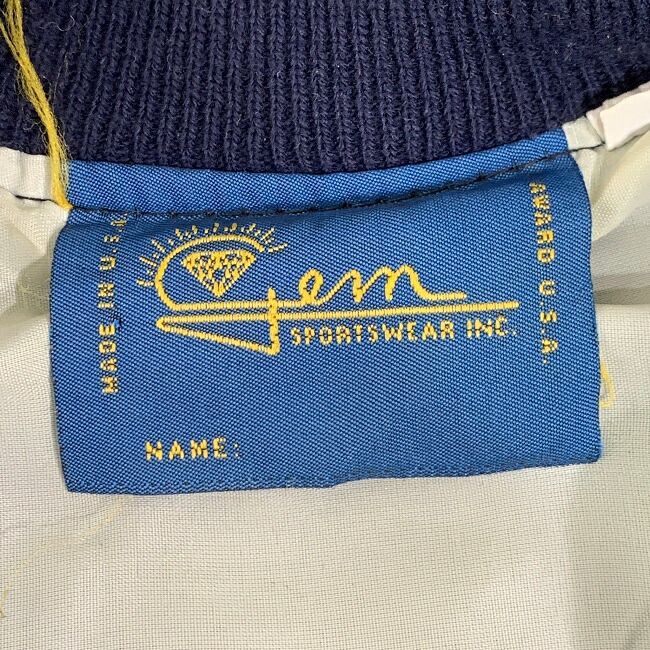 MADE IN U.S.A.
Gem
SPORTSWEAR INC.
AWARD U.S.A.
NAME: